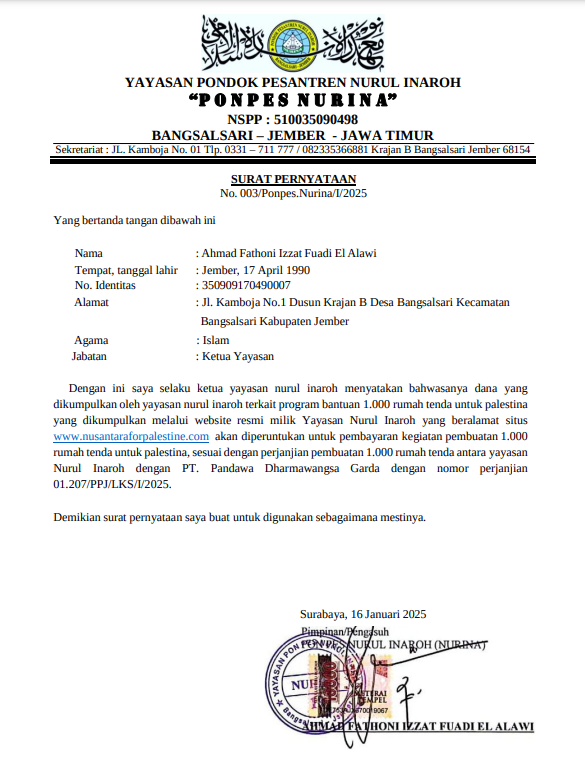 YAYASAN PONDOK PESANTREN NURUL INAROH
“PONPES NURINA”
NSPP : 510035090498
BANGSALSARI – JEMBER - JAWA TIMUR
Sekretariat : JL. Kamboja No. 01 Tlp. 0331 – 711 777 / 082335366881 Krajan B Bangsalsari Jember 68154
SURAT PERNYATAAN
No. 003/Ponpes.Nurina/I/2025
Yang bertanda tangan dibawah ini
Nama : Ahmad Fathoni Izzat Fuadi El Alawi
Tempat, tanggal lahir : Jember, 17 April 1990
No. Identitas : 350909170490007
Alamat : Jl. Kamboja No.1 Dusun Krajan B Desa Bangsalsari Kecamatan
Bangsalsari Kabupaten Jember
Agama : Islam
Jabatan : Ketua Yayasan
Dengan ini saya selaku ketua yayasan nurul inaroh menyatakan bahwasanya dana yang
dikumpulkan oleh yayasan nurul inaroh terkait program bantuan 1.000 rumah tenda untuk palestina
yang dikumpulkan melalui website resmi milik Yayasan Nurul Inaroh yang beralamat situs
www.nusantaraforpalestine.com akan diperuntukan untuk pembayaran kegiatan pembuatan 1.000
rumah tenda untuk palestina, sesuai dengan perjanjian pembuatan 1.000 rumah tenda antara yayasan
Nurul Inaroh dengan PT. Pandawa Dharmawangsa Garda dengan nomor perjanjian
01.207/PPJ/LKS/I/2025.
Demikian surat pernyataan saya buat untuk digunakan sebagaimana mestinya.
Surabaya, 16 Januari 2025
Pimpinan/Pengasuh
PONPES NURUL INAROH (NURINA)
METERAI
TEMPEL
AHMAD FATHONI IZZAT FUADI EL ALAWI